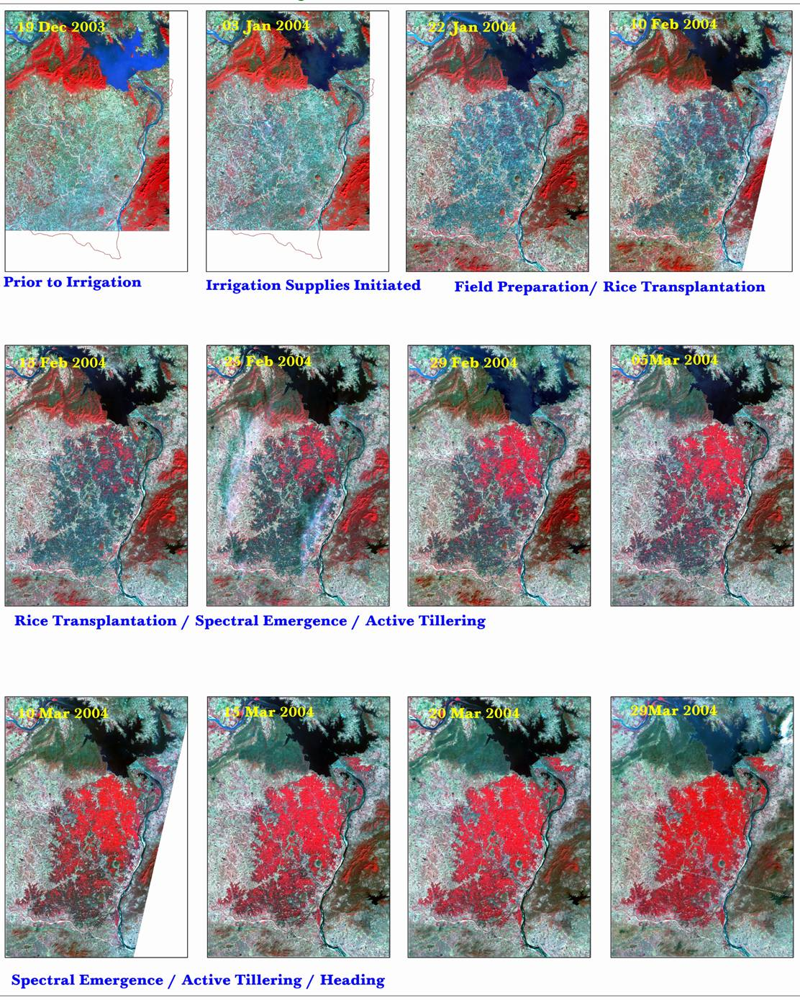 19 Dec 2003
03 Jan 2004
22 Jan 2004
10 Feb 2004
Prior to Irrigation
Irrigation Supplies Initiated
Field Preparation/ Rice Transplantation
15 Feb 2004
25 Feb 2004
29 Feb 2004
05Mar 2004
Rice Transplantation / Spectral Emergence / Active Tillering
10 Mar 2004
15 Mar 2004
20 Mar 2004
29Mar 2004
Spectral Emergence / Active Tillering / Heading